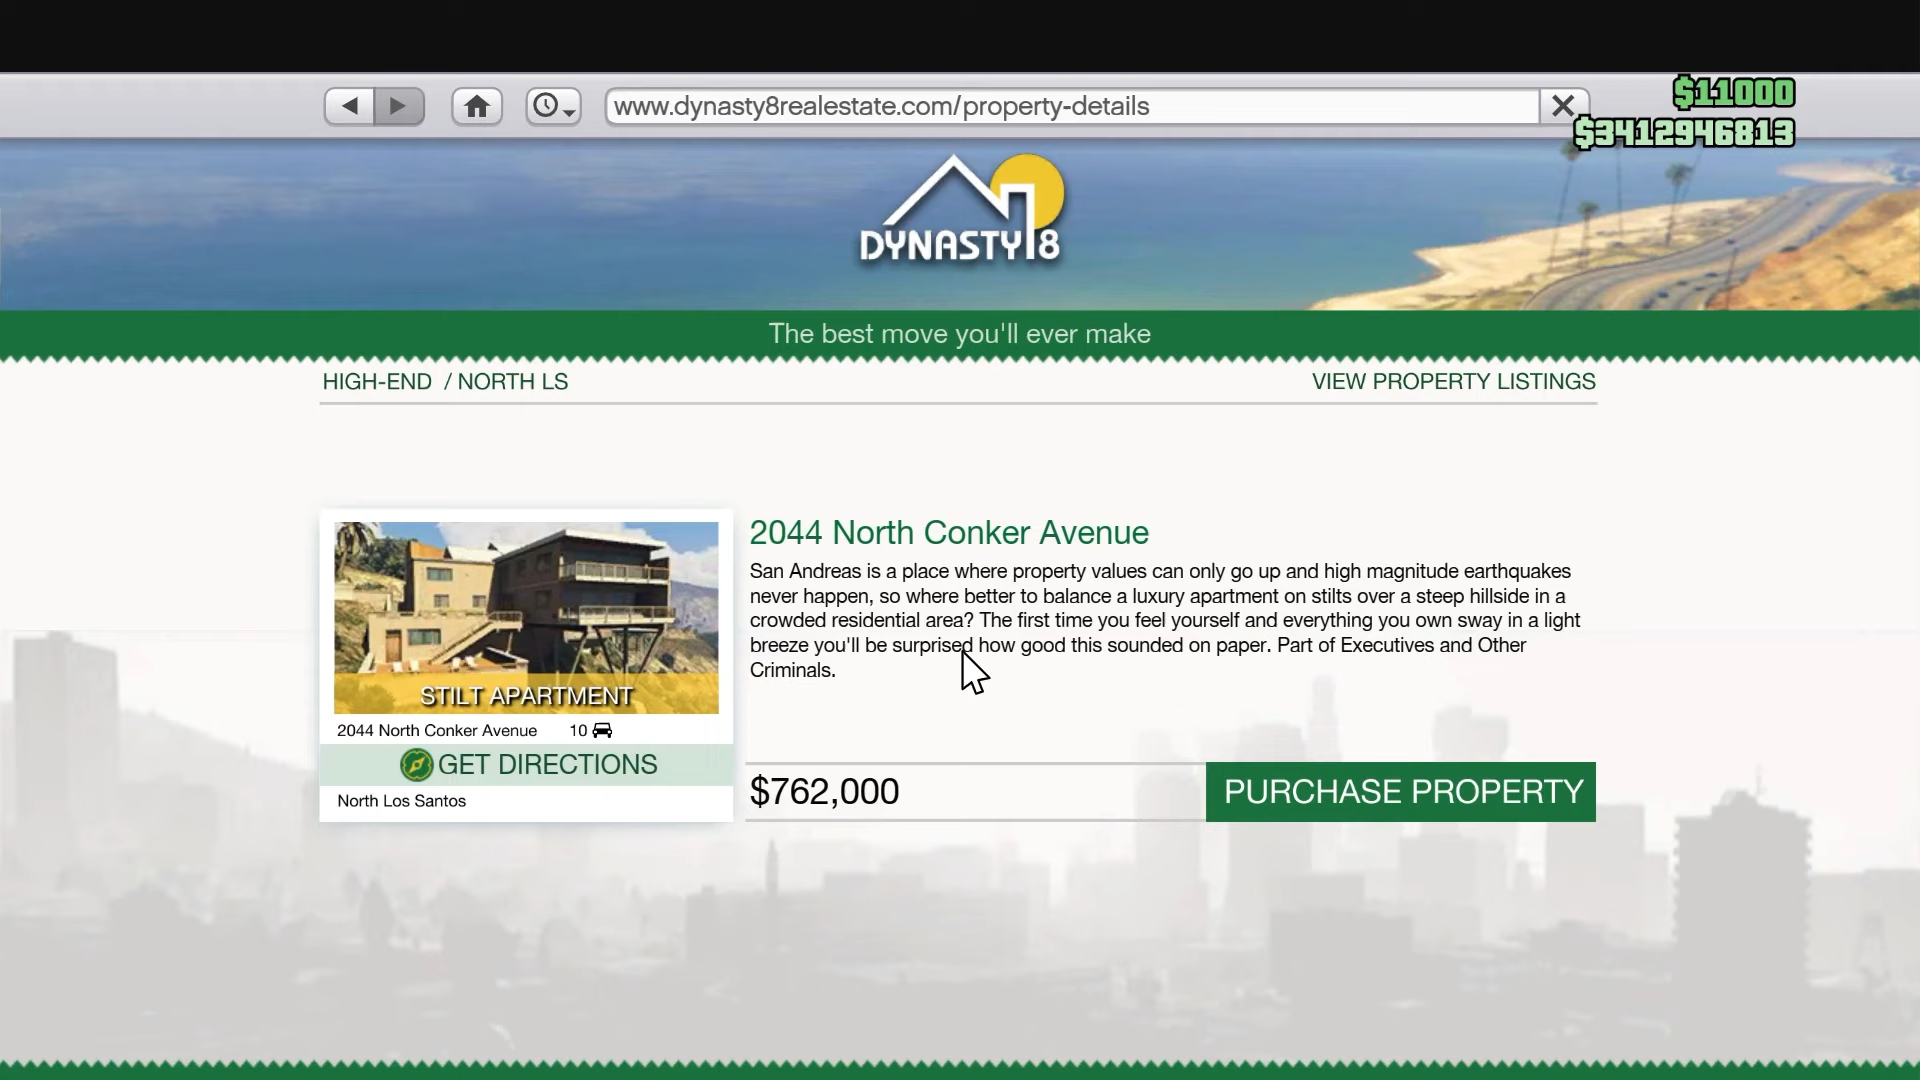 www.dynasty8realestate.com/property-details
$11000
$3412946813
DYNASTY 8
The best move you'll ever make
HIGH-END / NORTH LS
VIEW PROPERTY LISTINGS
STILT APARTMENT
2044 North Conker Avenue 10
GET DIRECTIONS
North Los Santos
2044 North Conker Avenue
San Andreas is a place where property values can only go up and high magnitude earthquakes
never happen, so where better to balance a luxury apartment on stilts over a steep hillside in a
crowded residential area? The first time you feel yourself and everything you own sway in a light
breeze you'll be surprised how good this sounded on paper. Part of Executives and Other
Criminals.
$762,000
PURCHASE PROPERTY